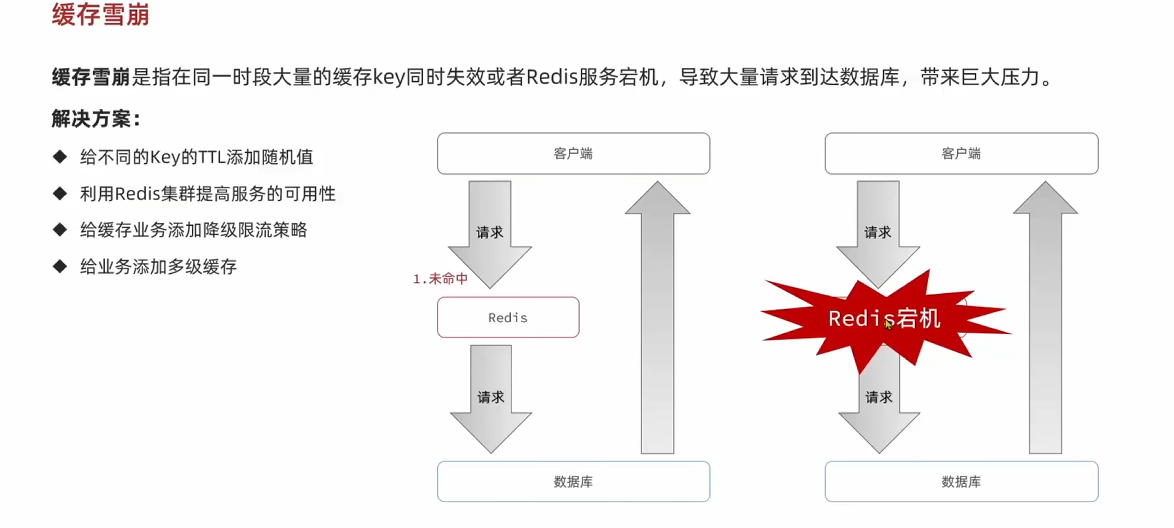 缓存雪崩
缓存雪崩是指在同一时段大量的缓存key同时失效或者Redis服务宕机，导致大量请求到达数据库，带来巨大压力。
解决方案：
◆ 给不同的Key的TTL添加随机值
◆ 利用Redis集群提高服务的可用性
◆ 给缓存业务添加降级限流策略
◆ 给业务添加多级缓存
客户端
请求
1.未命中
Redis
请求
数据库
客户端
请求
Redis宕机
请求
数据库